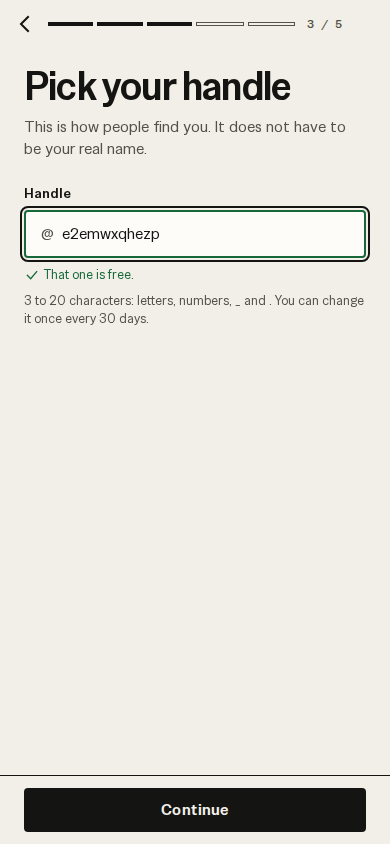 3 / 5
Pick your handle
This is how people find you. It does not have to
be your real name.
Handle
@ e2emwxqhezp
That one is free.
3 to 20 characters: letters, numbers, _ and . You can change
it once every 30 days.
Continue